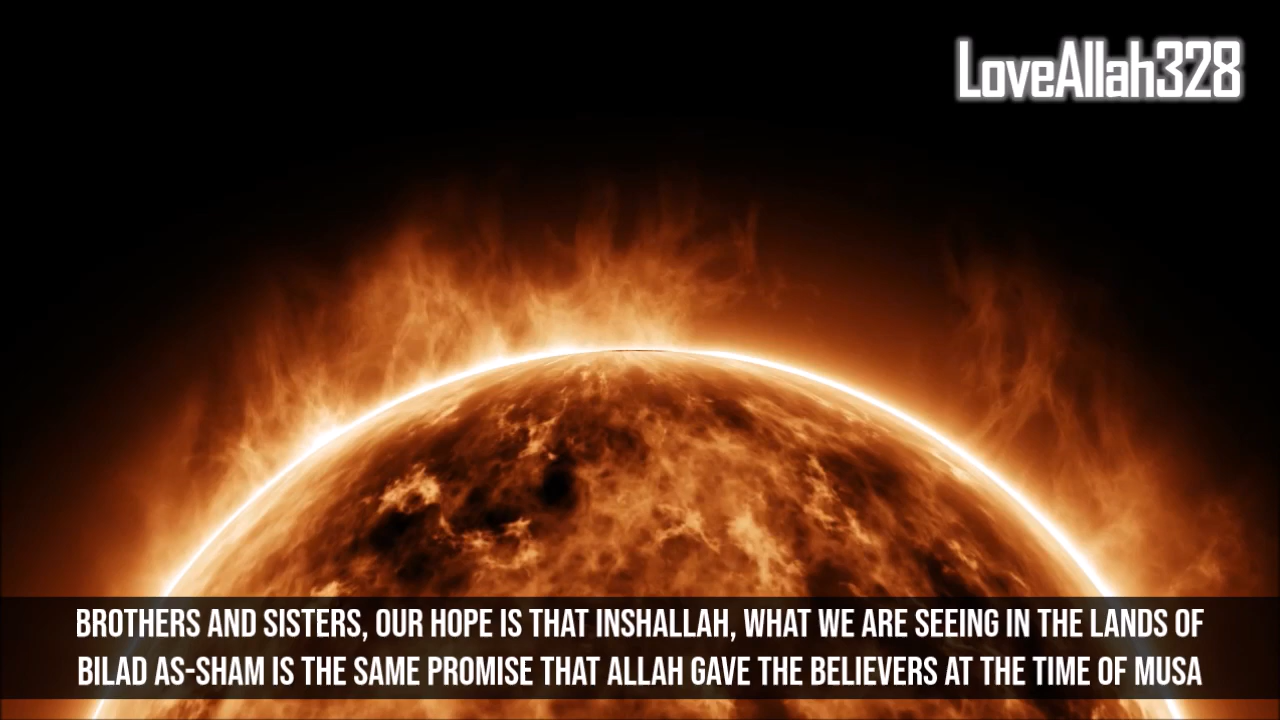 LoveAllah328
BROTHERS AND SISTERS, OUR HOPE IS THAT INSHALLAH, WHAT WE ARE SEEING IN THE LANDS OF
BILAD AS-SHAM IS THE SAME PROMISE THAT ALLAH GAVE THE BELIEVERS AT THE TIME OF MUSA